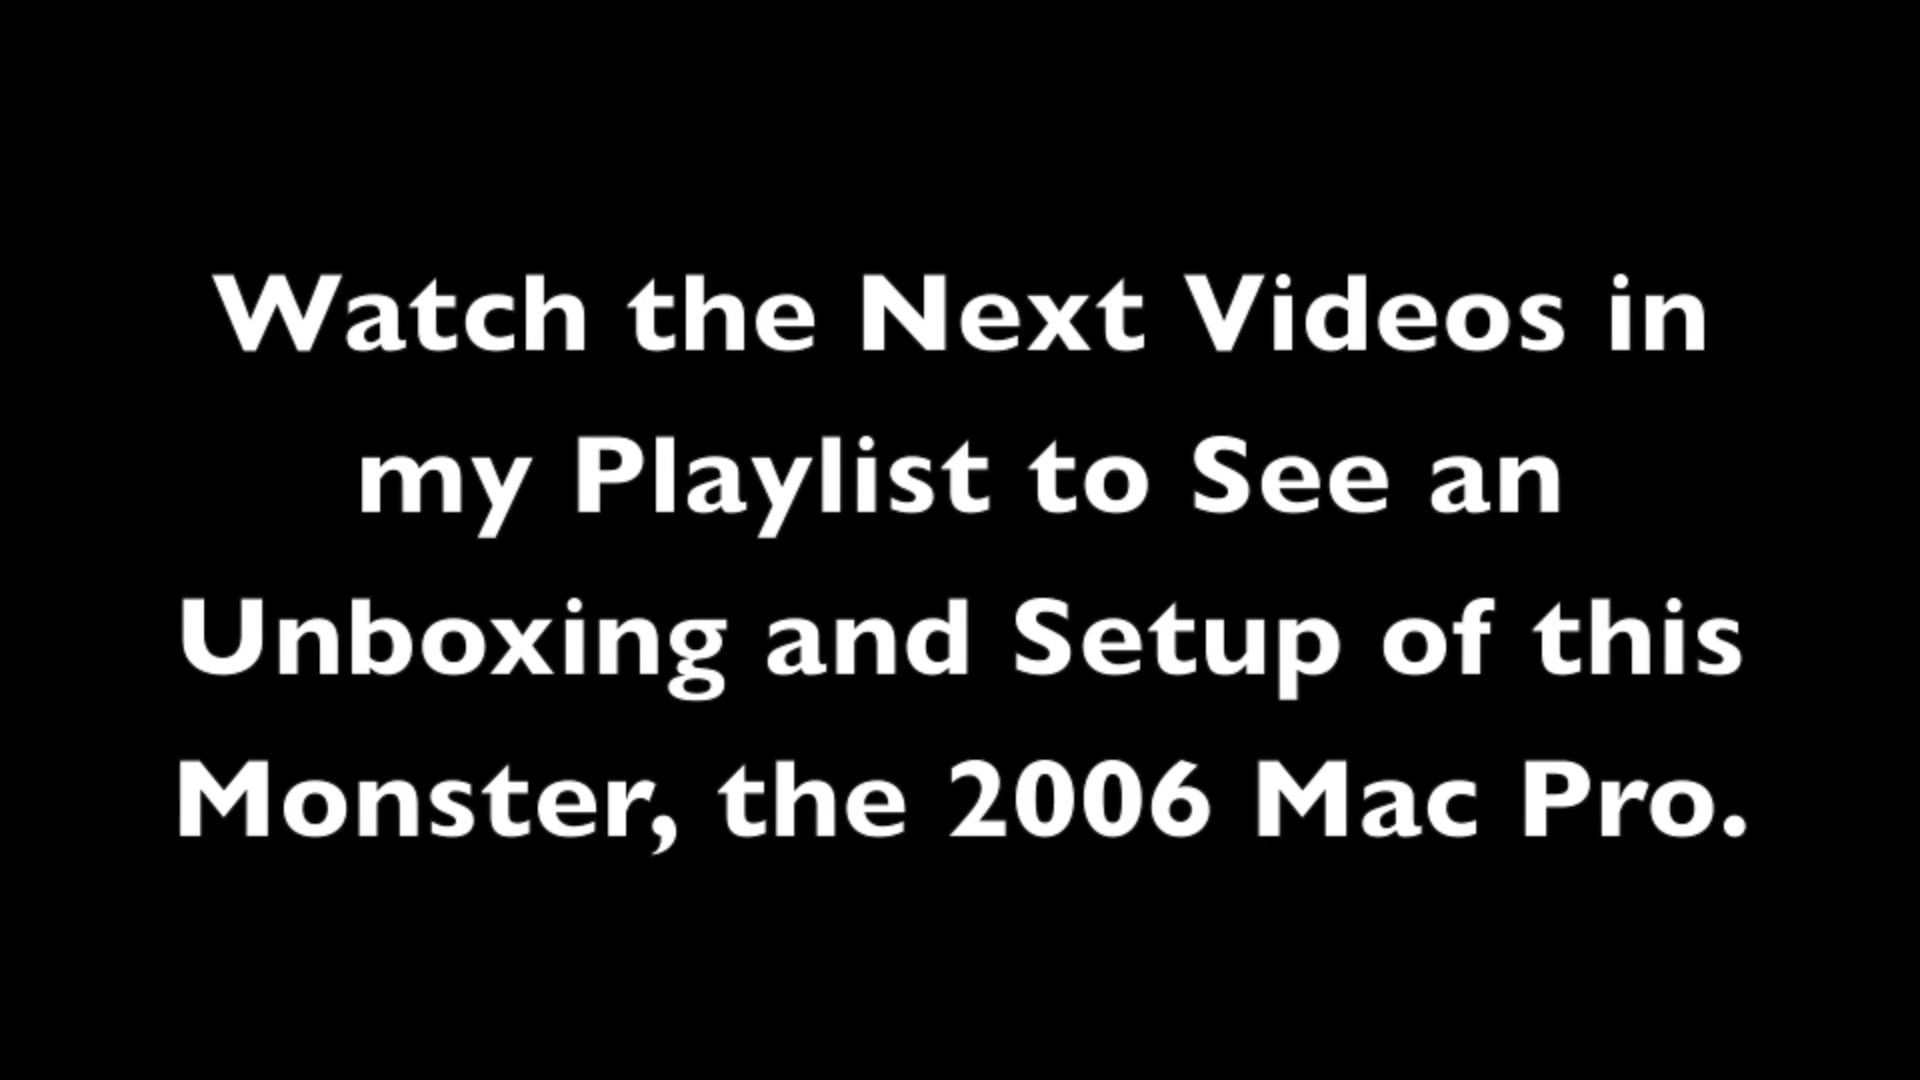 Watch the Next Videos in
my Playlist to See an
Unboxing and Setup of this
Monster, the 2006 Mac Pro.